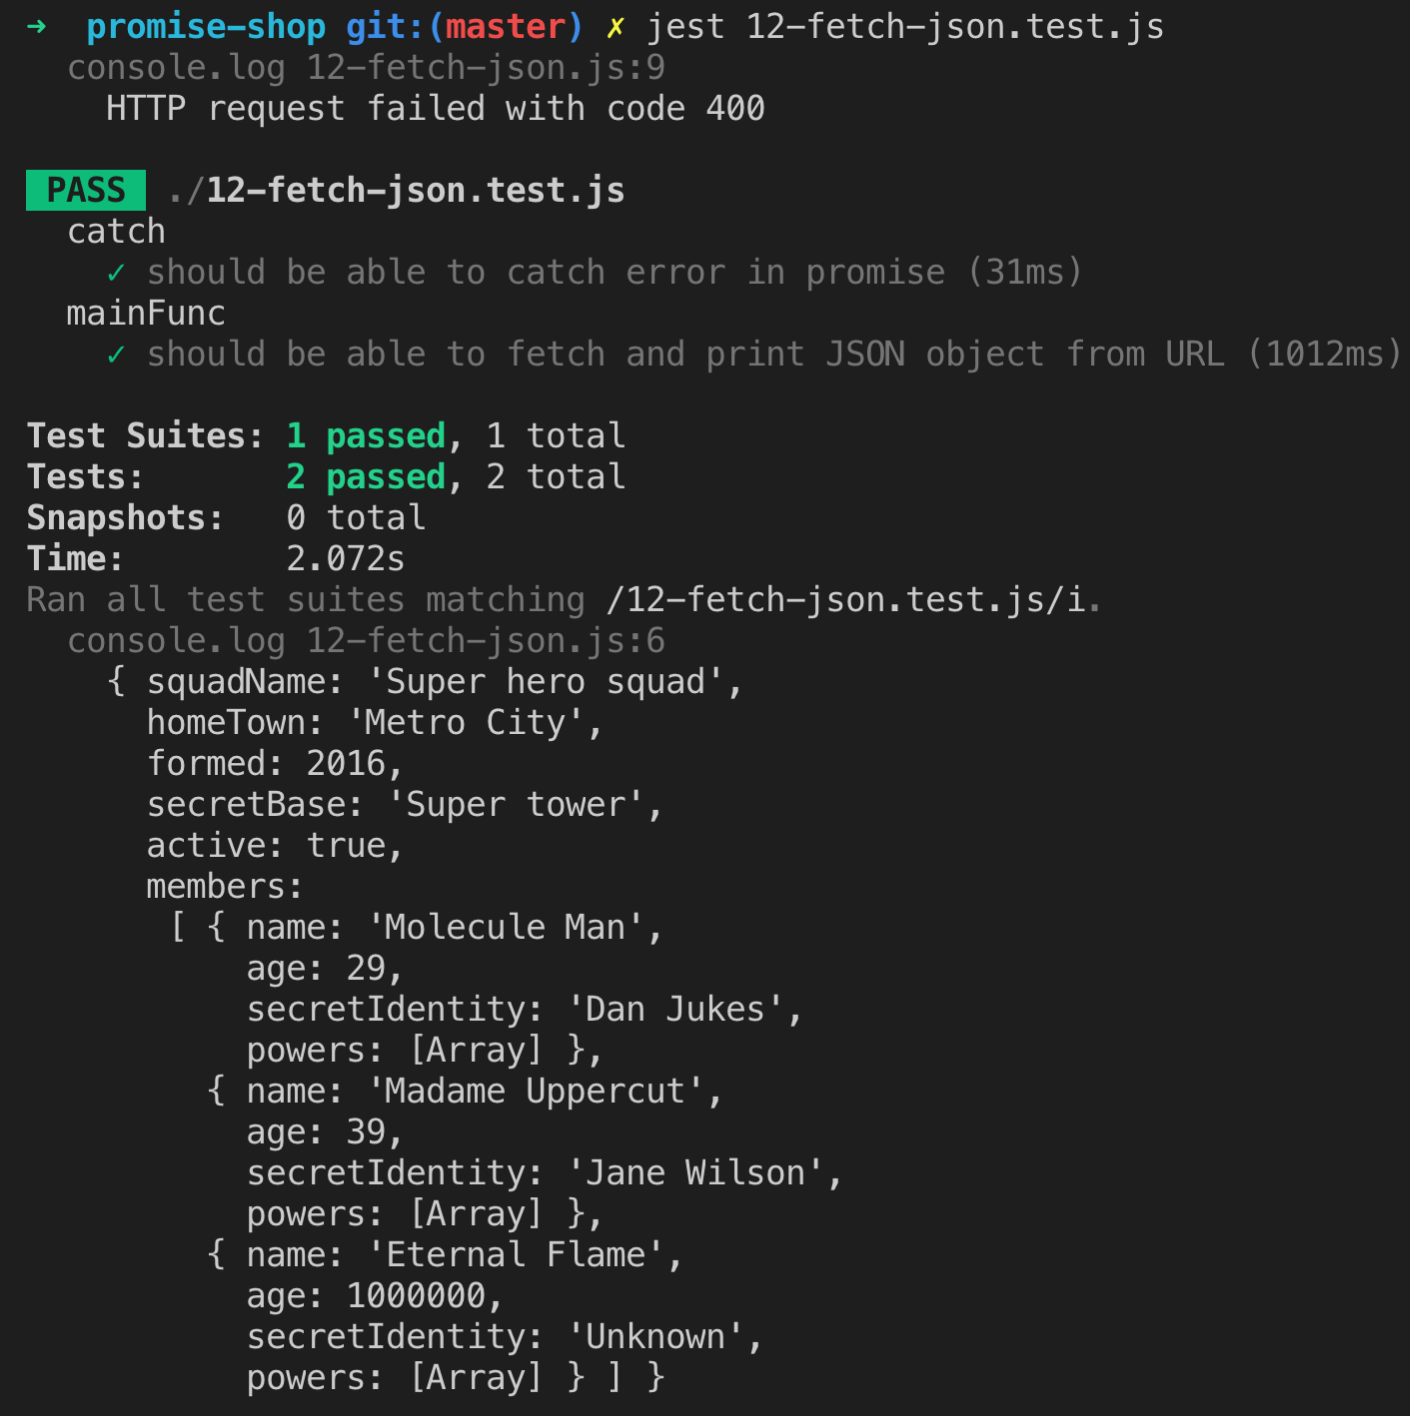 →  promise-shop git:(master) ✗ jest 12-fetch-json.test.js
  console.log 12-fetch-json.js:9
    HTTP request failed with code 400

 PASS  ./12-fetch-json.test.js
  catch
    ✓ should be able to catch error in promise (31ms)
  mainFunc
    ✓ should be able to fetch and print JSON object from URL (1012ms)

Test Suites: 1 passed, 1 total
Tests:       2 passed, 2 total
Snapshots:   0 total
Time:        2.072s
Ran all test suites matching /12-fetch-json.test.js/i.
  console.log 12-fetch-json.js:6
    { squadName: 'Super hero squad',
      homeTown: 'Metro City',
      formed: 2016,
      secretBase: 'Super tower',
      active: true,
      members:
       [ { name: 'Molecule Man',
           age: 29,
           secretIdentity: 'Dan Jukes',
           powers: [Array] },
         { name: 'Madame Uppercut',
           age: 39,
           secretIdentity: 'Jane Wilson',
           powers: [Array] },
         { name: 'Eternal Flame',
           age: 1000000,
           secretIdentity: 'Unknown',
           powers: [Array] } ] }